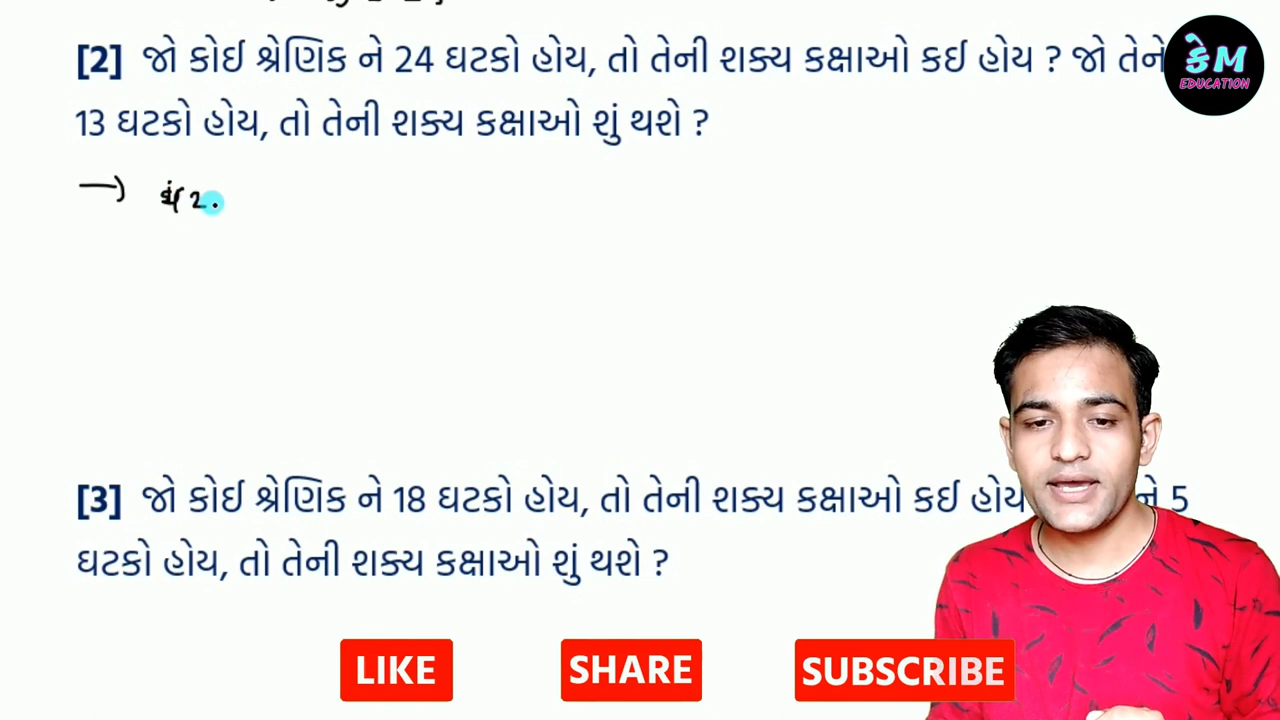 [2] જો કોઈ શ્રેણિક ને 24 ઘટકો હોય, તો તેની શક્ય કક્ષાઓ કઈ હોય ? જો તેને
કેM
EDUCATION
13 ઘટકો હોય, તો તેની શક્ય કક્ષાઓ શું થશે ?
[3] જો કોઈ શ્રેણિક ને 18 ઘટકો હોય, તો તેની શક્ય કક્ષાઓ કઈ હોય ને 5
ઘટકો હોય, તો તેની શક્ય કક્ષાઓ શું થશે ?
LIKE SHARE SUBSCRIBE